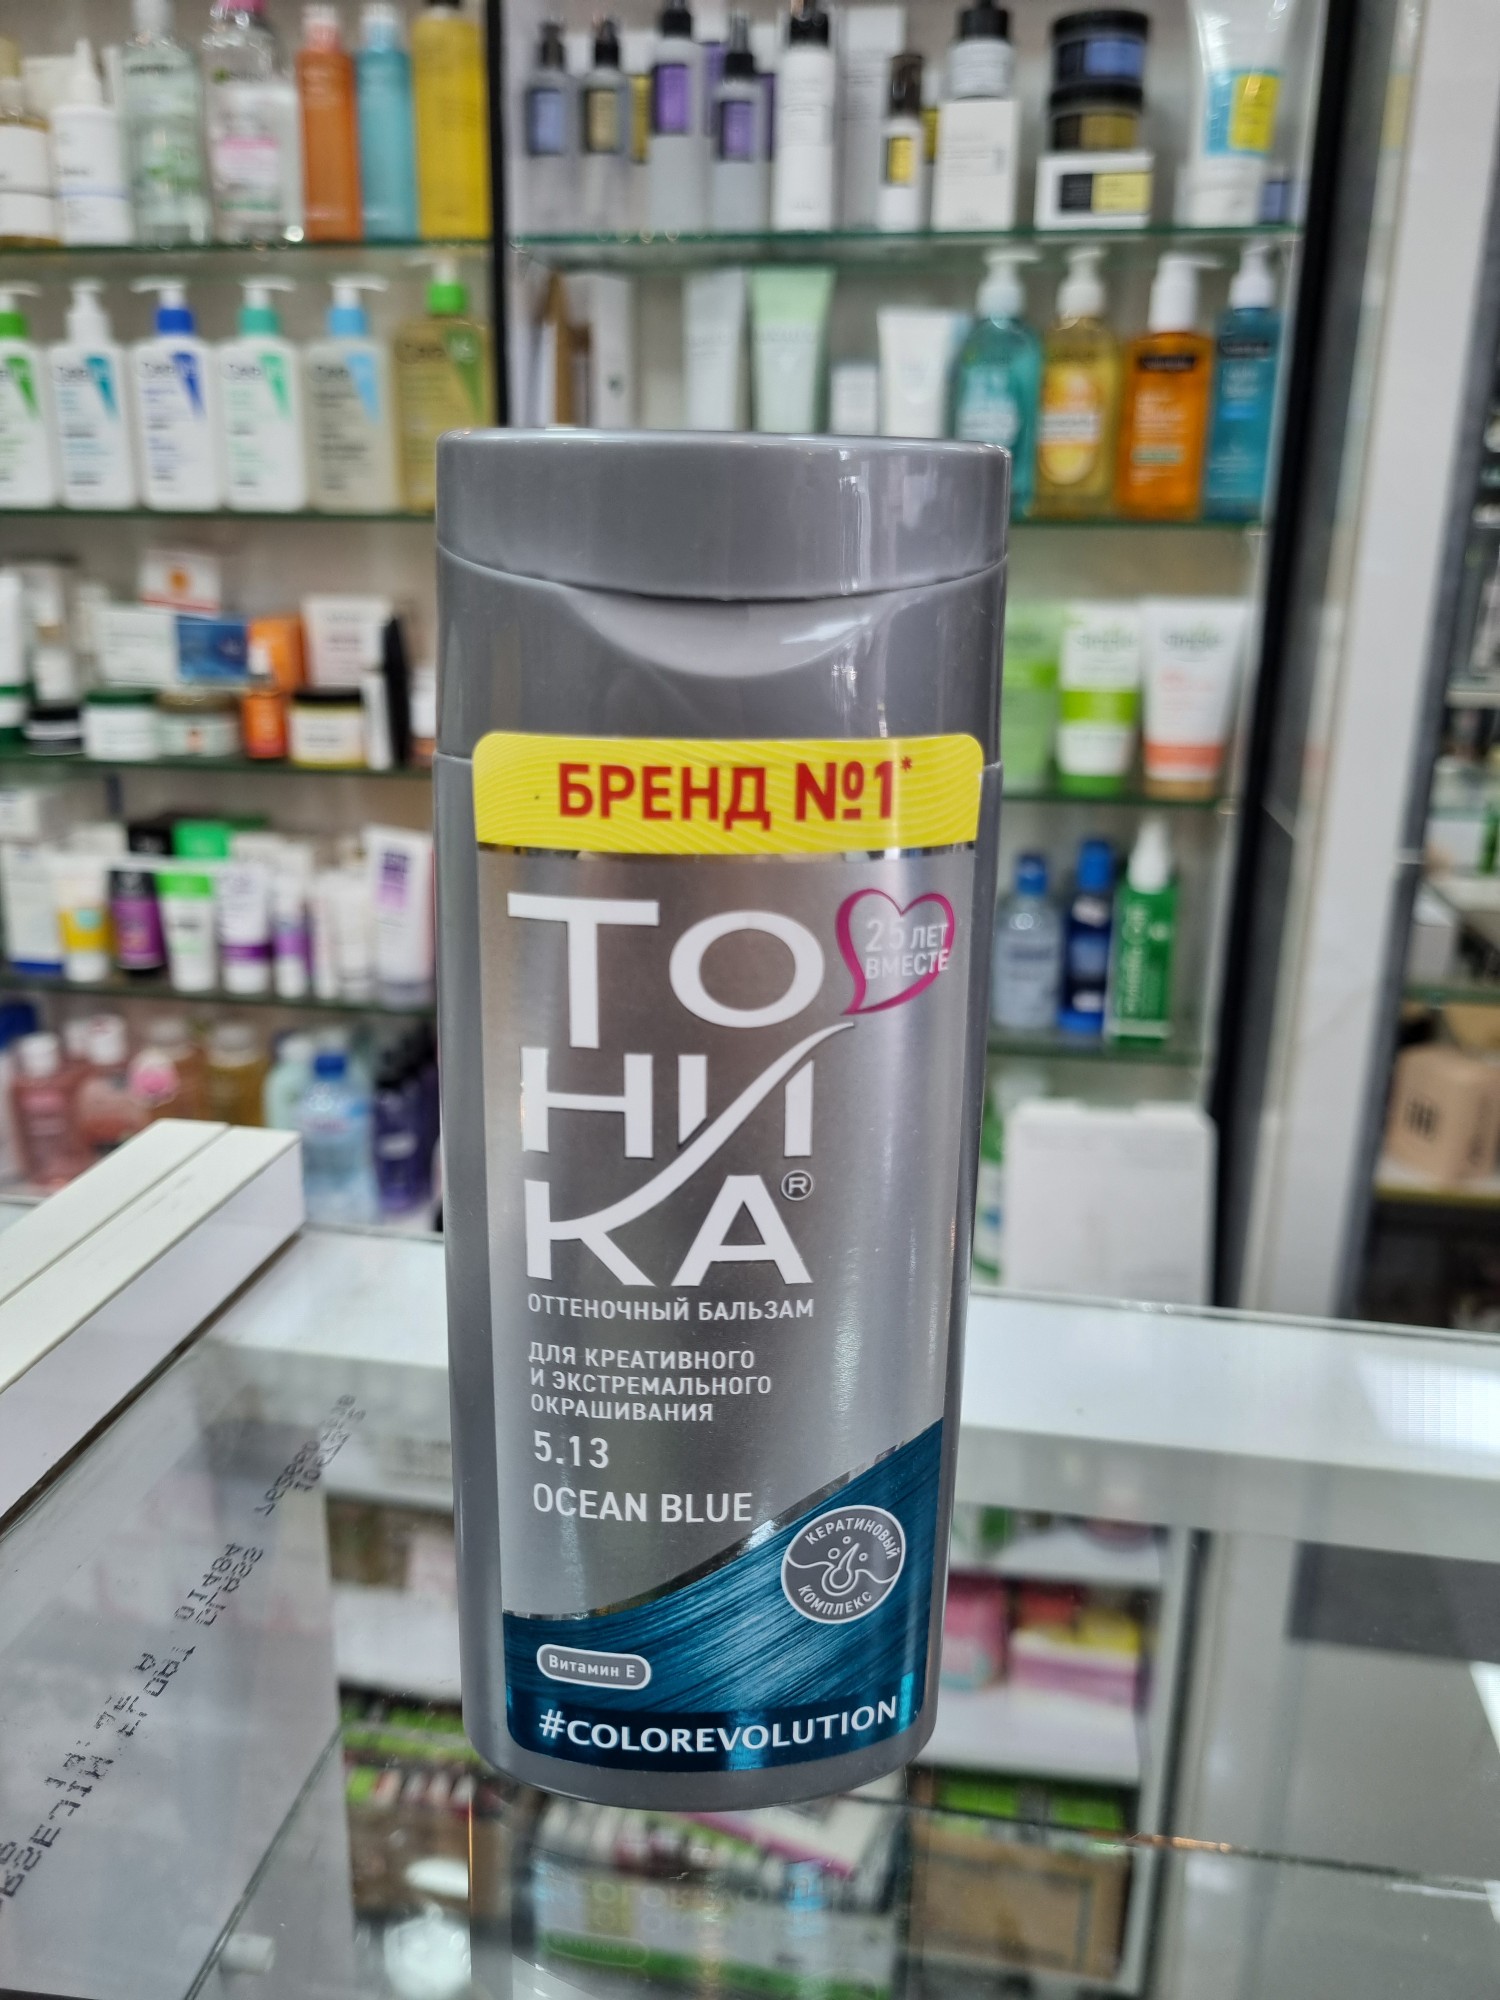 БРЕНД №1*
ТО
НИ
КА®
25 ЛЕТ
ВМЕСТЕ
ОТТЕНОЧНЫЙ БАЛЬЗАМ
ДЛЯ КРЕАТИВНОГО
И ЭКСТРЕМАЛЬНОГО
ОКРАШИВАНИЯ
5.13
OCEAN BLUE
КЕРАТИНОВЫЙ
КОМПЛЕКС
Витамин Е
#COLOREVOLUTION